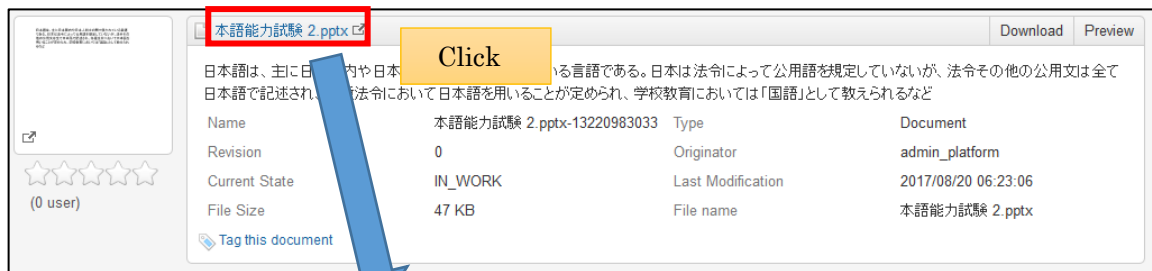 本語能力試験 2.pptx
Download Preview
Click
日本語は、主に日 内や日本 いる言語である。日本は法令によって公用語を規定していないが、法令その他の公用文は全て
日本語で記述され、 法令において日本語を用いることが定められ、学校教育においては「国語」として教えられるなど
Name 本語能力試験 2.pptx-13220983033 Type Document
Revision 0 Originator admin_platform
Current State IN_WORK Last Modification 2017/08/20 06:23:06
(0 user)
File Size 47 KB File name 本語能力試験 2.pptx
Tag this document